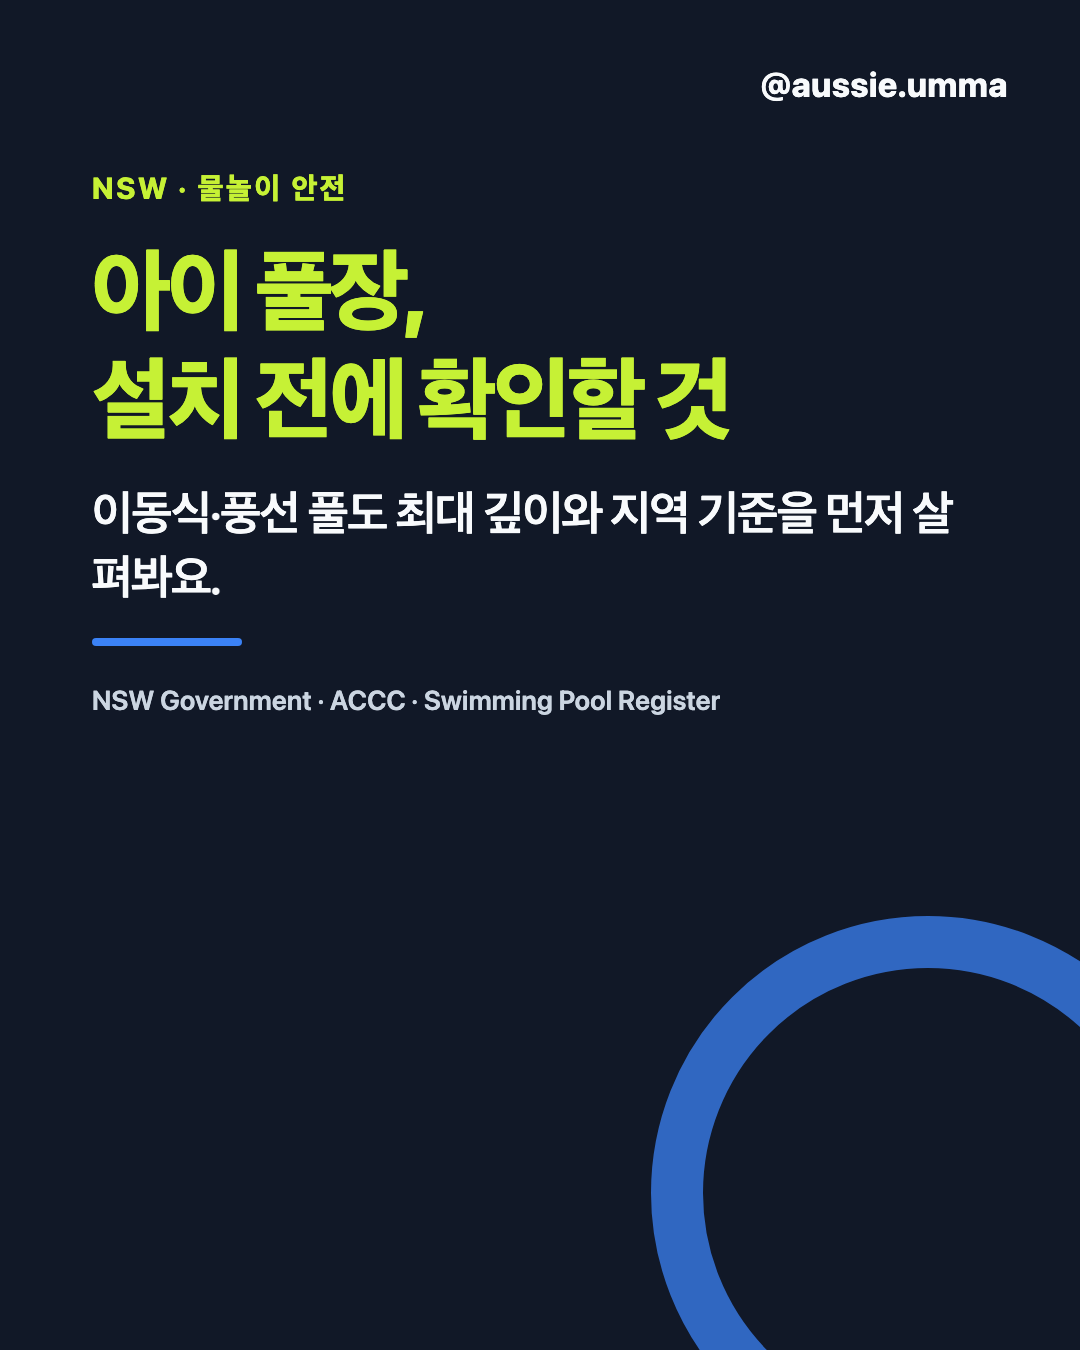 @aussie.umma
NSW · 물놀이 안전
아이 풀장,
설치 전에 확인할 것
이동식·풍선 풀도 최대 깊이와 지역 기준을 먼저 살
펴봐요.
NSW Government · ACCC · Swimming Pool Register